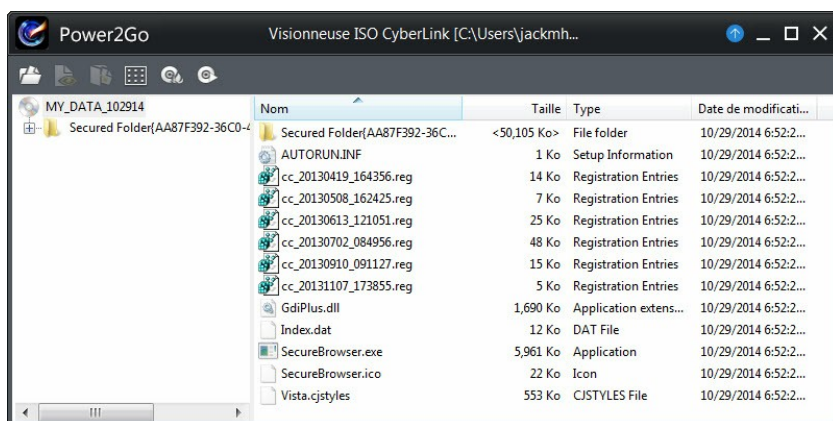 Power2Go Visionneuse ISO CyberLink [C:\Users\jackmh...
MY_DATA_102914
Secured Folder{AA87F392-36C0-4
Nom Taille Type Date de modificati...
Secured Folder{AA87F392-36C... <50,105 Ko> File folder 10/29/2014 6:52:2...
AUTORUN.INF 1 Ko Setup Information 10/29/2014 6:52:2...
cc_20130419_164356.reg 14 Ko Registration Entries 10/29/2014 6:52:2...
cc_20130508_162425.reg 7 Ko Registration Entries 10/29/2014 6:52:2...
cc_20130613_121051.reg 25 Ko Registration Entries 10/29/2014 6:52:2...
cc_20130702_084956.reg 48 Ko Registration Entries 10/29/2014 6:52:2...
cc_20130910_091127.reg 15 Ko Registration Entries 10/29/2014 6:52:2...
cc_20131107_173855.reg 5 Ko Registration Entries 10/29/2014 6:52:2...
GdiPlus.dll 1,690 Ko Application extens... 10/29/2014 6:52:2...
Index.dat 12 Ko DAT File 10/29/2014 6:52:2...
SecureBrowser.exe 5,961 Ko Application 10/29/2014 6:52:2...
SecureBrowser.ico 22 Ko Icon 10/29/2014 6:52:2...
Vista.cjstyles 553 Ko CJSTYLES File 10/29/2014 6:52:2...